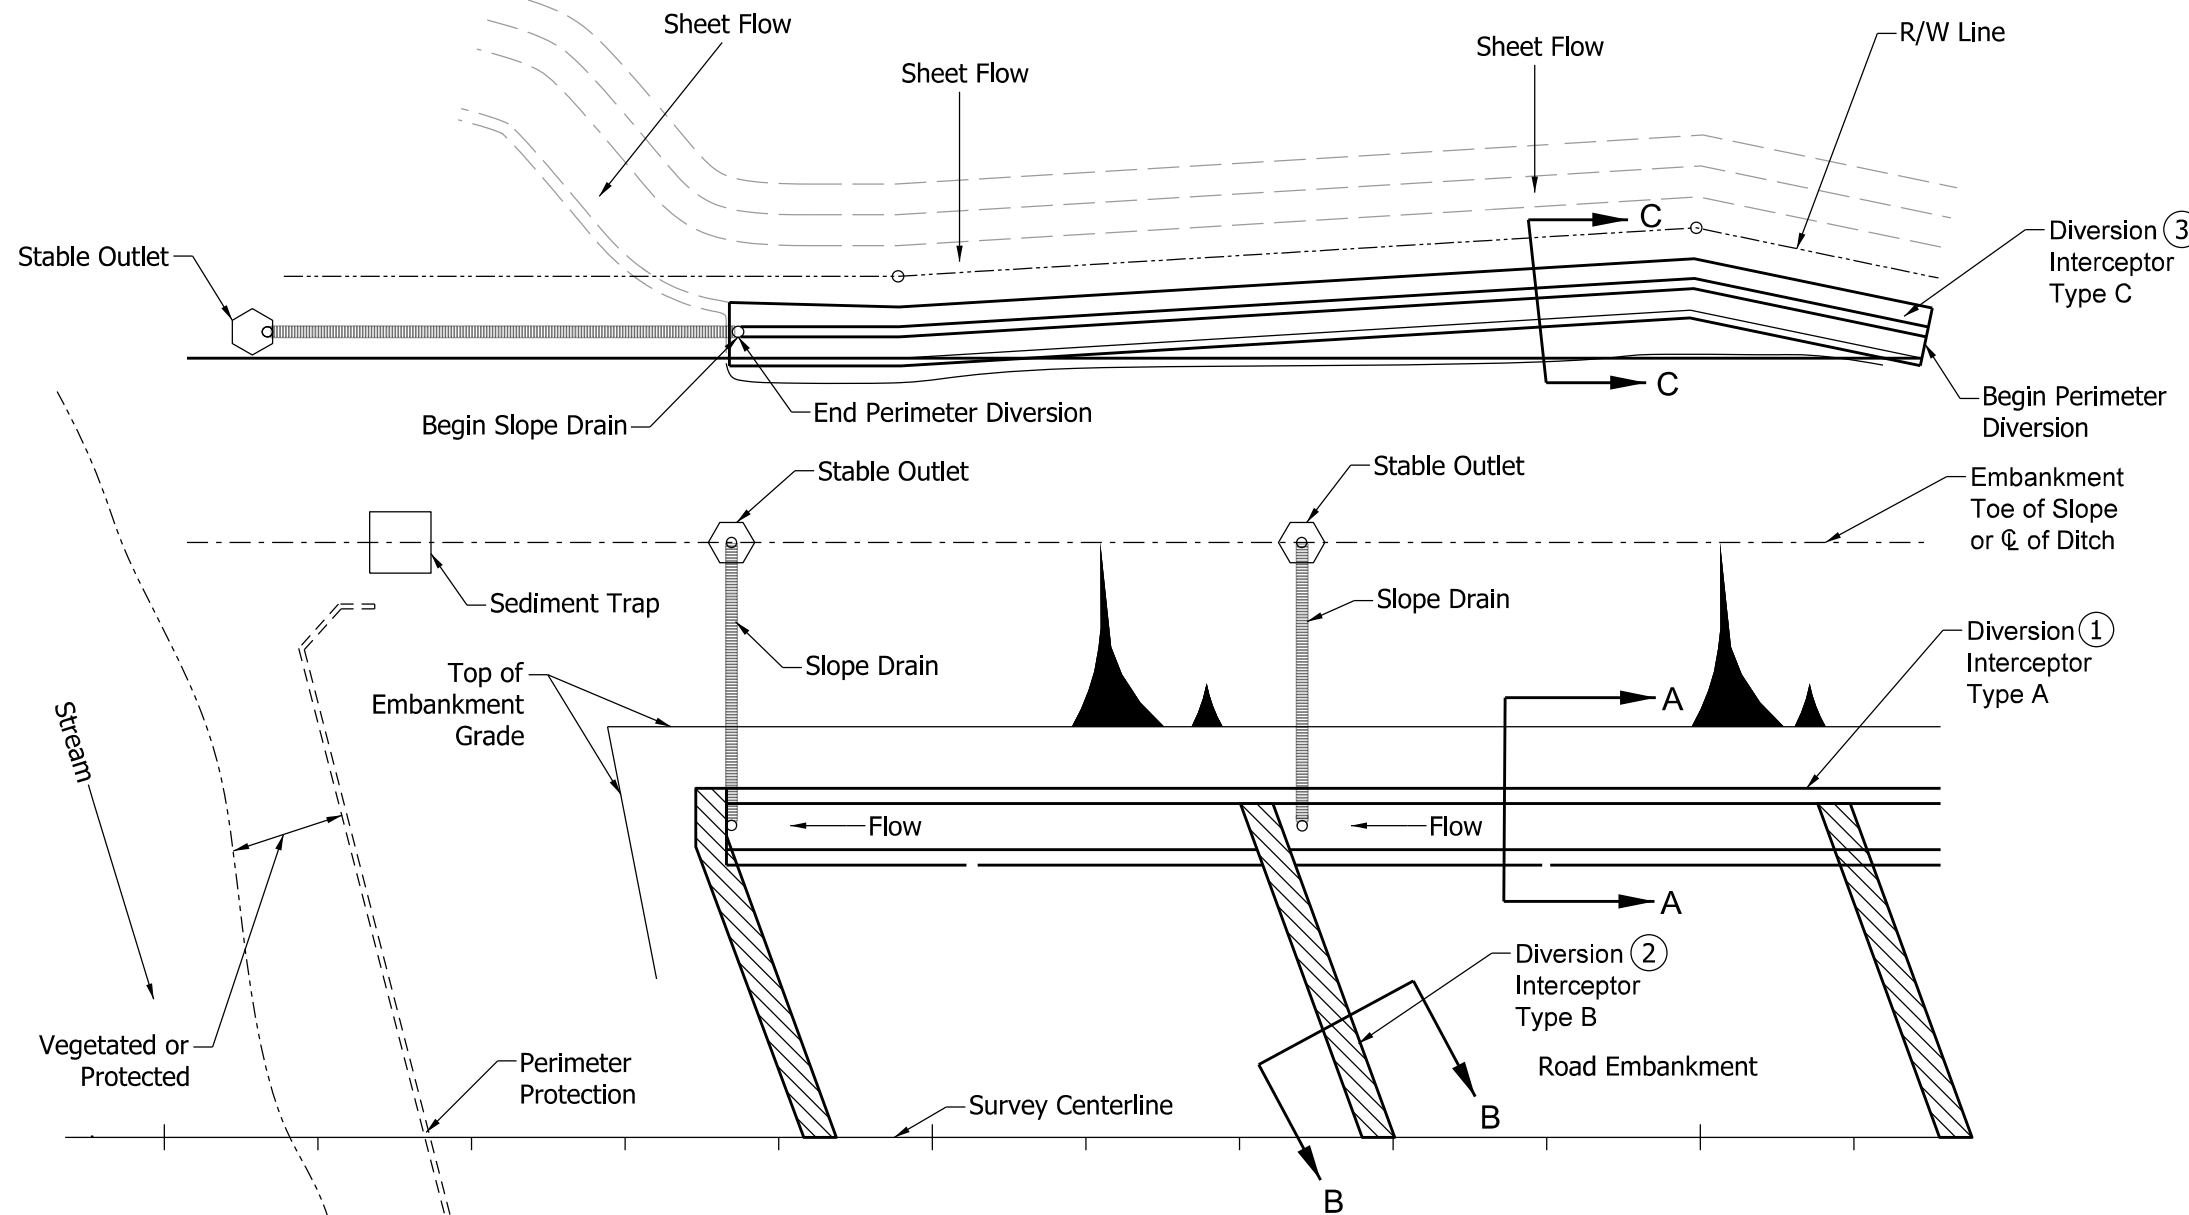 Sheet Flow
Sheet Flow
Sheet Flow
R/W Line
Stable Outlet
C
Diversion 3
Interceptor
Type C
C
Begin Slope Drain
End Perimeter Diversion
Begin Perimeter
Diversion
Stable Outlet
Stable Outlet
Embankment
Toe of Slope
or ℄ of Ditch
Sediment Trap
Slope Drain
Slope Drain
Diversion 1
Interceptor
Type A
Top of
Embankment
Grade
A
Stream
Flow
Flow
A
Diversion 2
Interceptor
Type B
Vegetated or
Protected
Perimeter
Protection
Road Embankment
Survey Centerline
B
B